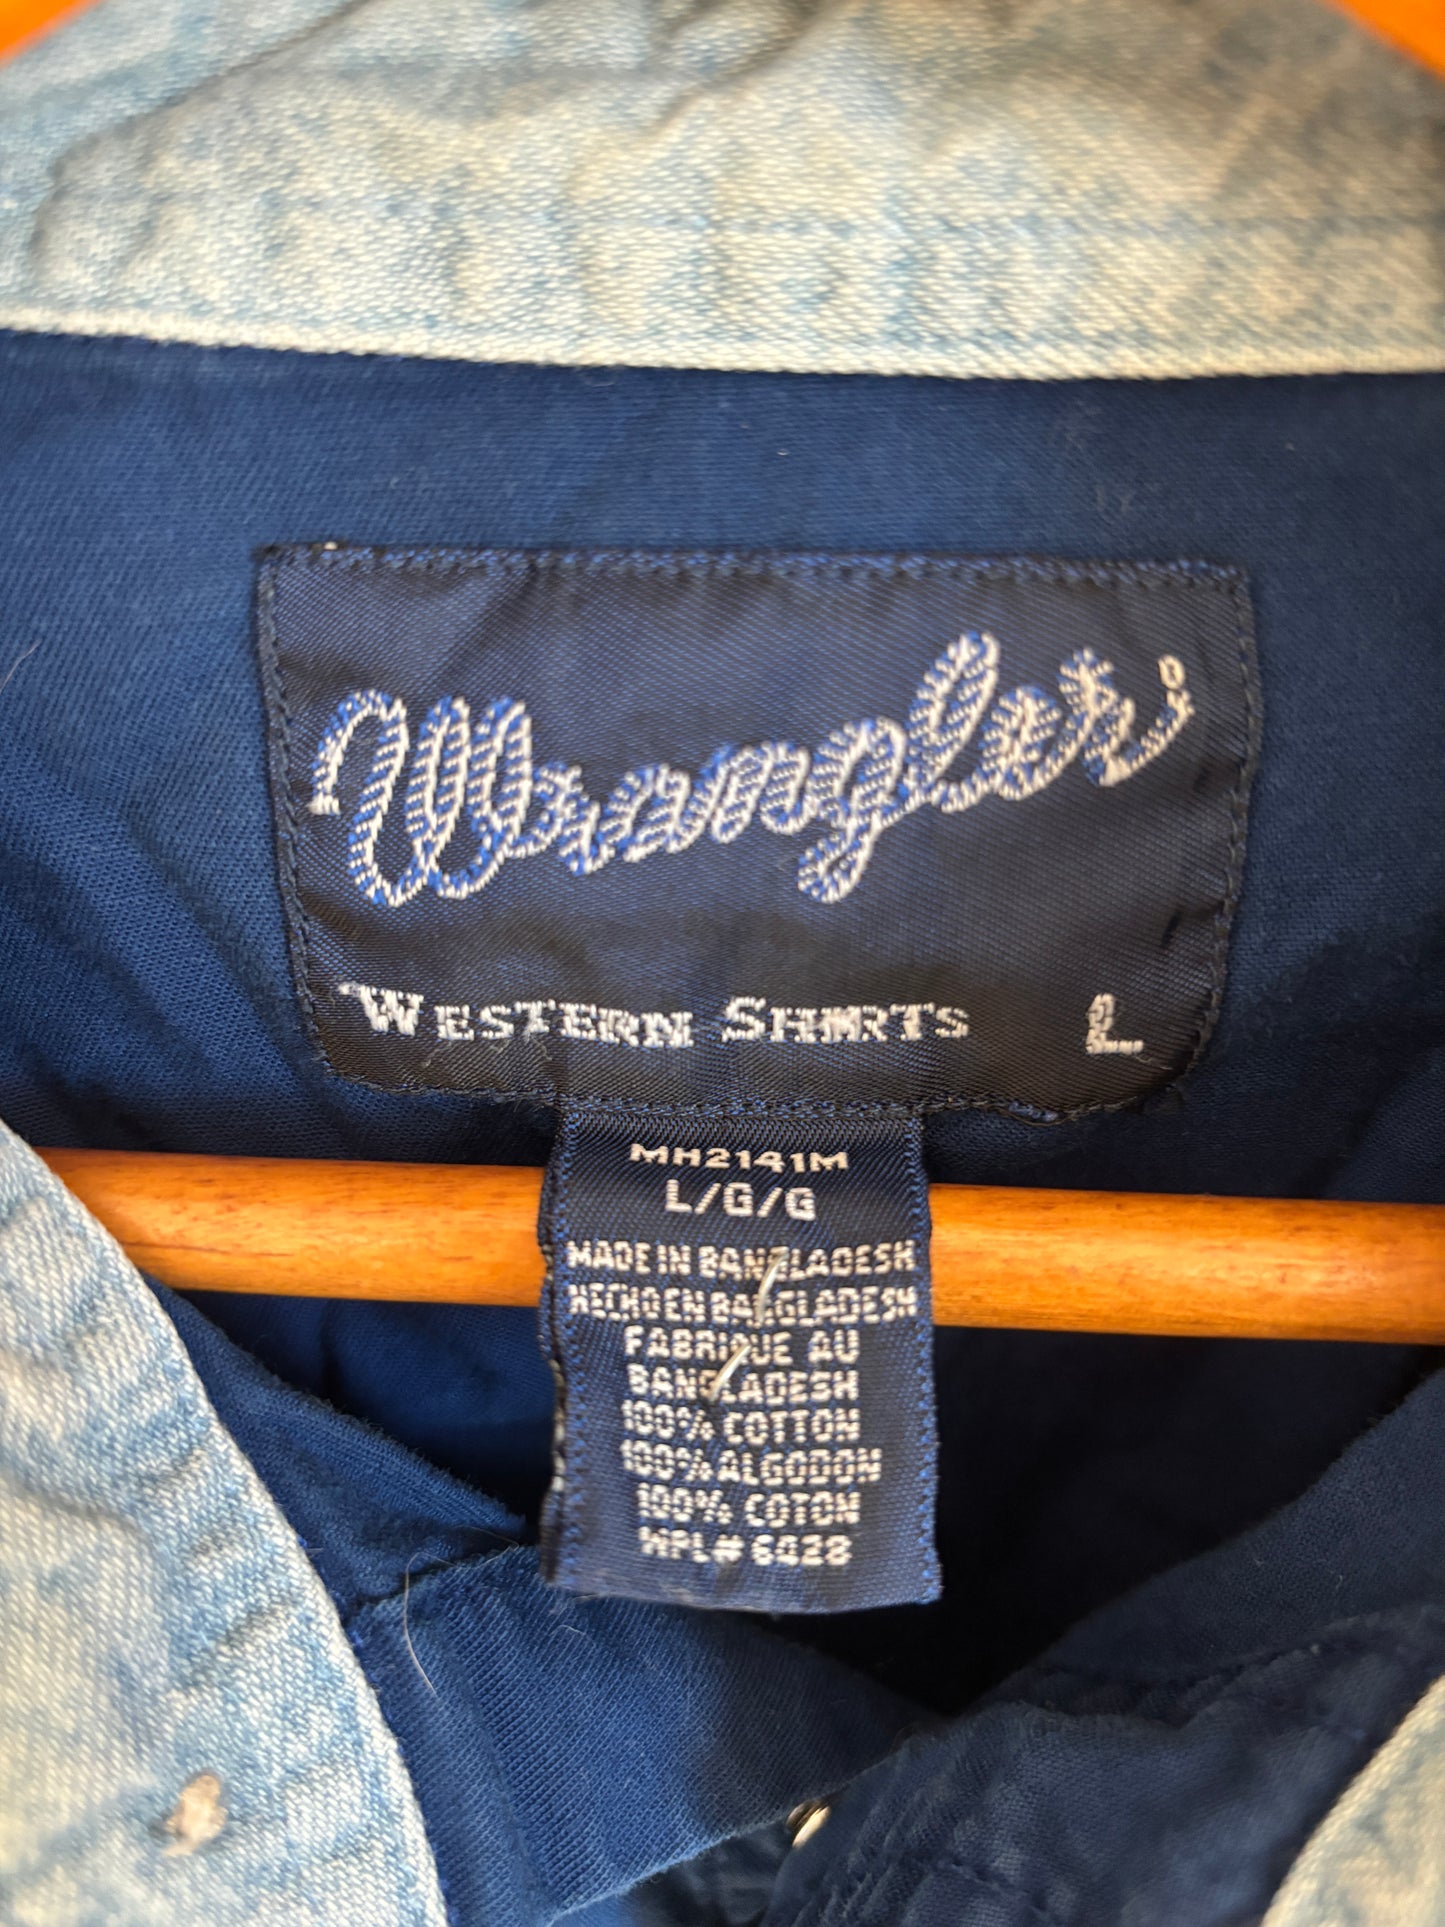 Wrangler
WESTERN SHIRTS L
MH2141M
L/G/G
MADE IN BANGLADESH
HECHO EN BANGLADESH
FABRIQUE AU
BANGLADESH
100% COTTON
100% ALGODON
100% COTON
WPL# 6428